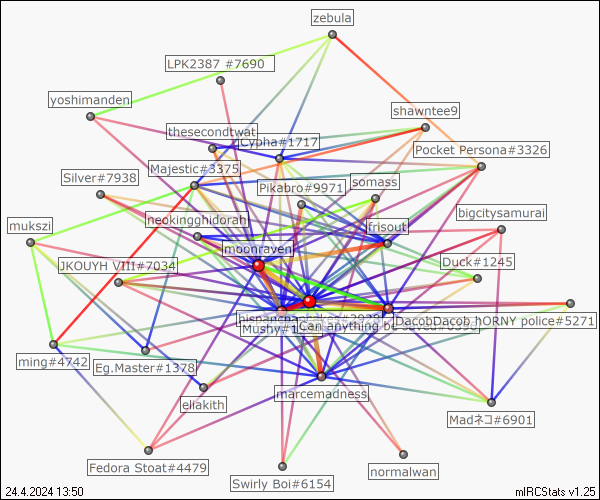 zebula
LPK2387 #7690
yoshimanden
shawntee9
thesecondtwat
Cypha#1717
Pocket Persona#3326
Majestic#3375
Silver#7938
somass
Pikabro#9971
bigcitysamurai
neokingghidorah
frisout
mukszi
moonraven
JKOUYH VIII#7034
Duck#1245
Mushy#1
Can anything be
DacobDacob hORNY police#5271
ming#4742
Eg.Master#1378
marcemadness
eliakith
Madネコ#6901
Fedora Stoat#4479
normalwan
Swirly Boi#6154
24.4.2024 13:50
mIRCStats v1.25